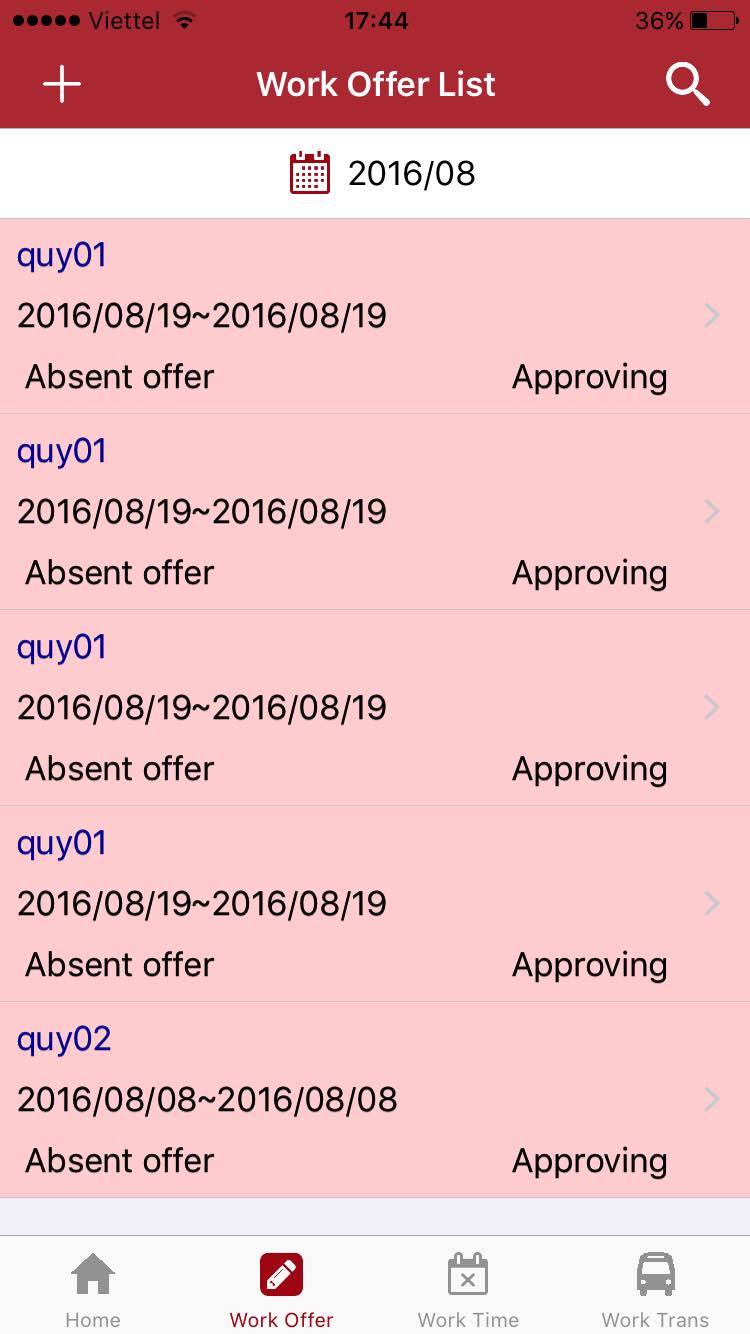 Viettel 17:44 36%
Work Offer List
2016/08
quy01
2016/08/19~2016/08/19
Absent offer Approving
quy01
2016/08/19~2016/08/19
Absent offer Approving
quy01
2016/08/19~2016/08/19
Absent offer Approving
quy01
2016/08/19~2016/08/19
Absent offer Approving
quy02
2016/08/08~2016/08/08
Absent offer Approving
Home Work Offer Work Time Work Trans